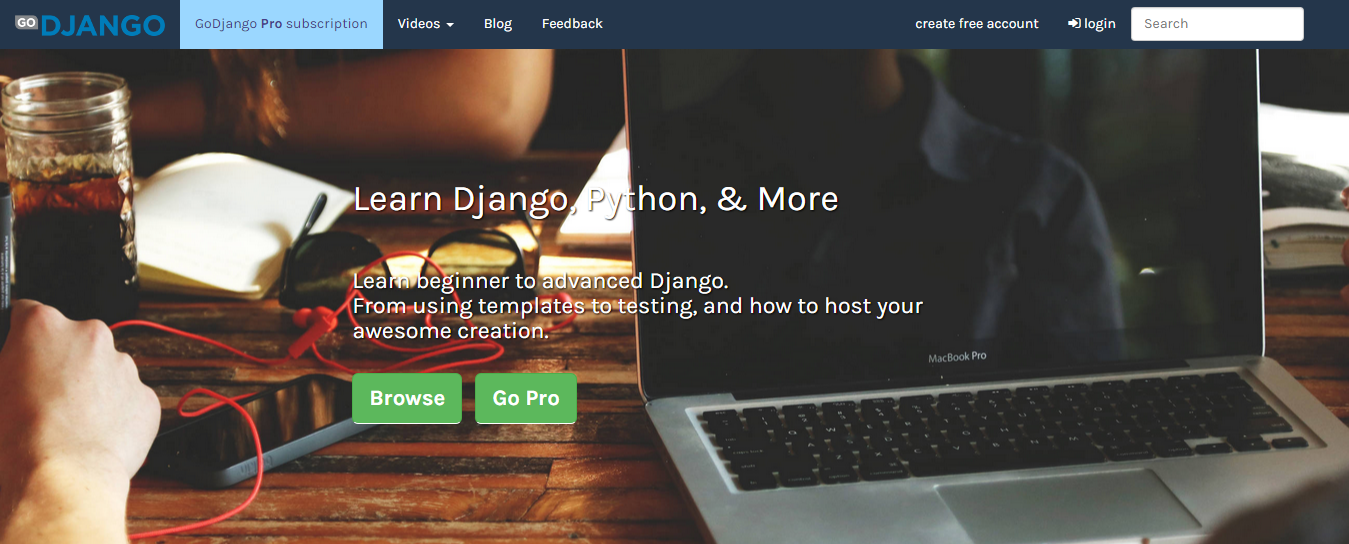 GO DJANGO
GoDjango Pro subscription
Videos
Blog
Feedback
create free account
login
Search
Learn Django, Python, & More
Learn beginner to advanced Django.
From using templates to testing, and how to host your
awesome creation.
Browse
Go Pro
MacBook Pro